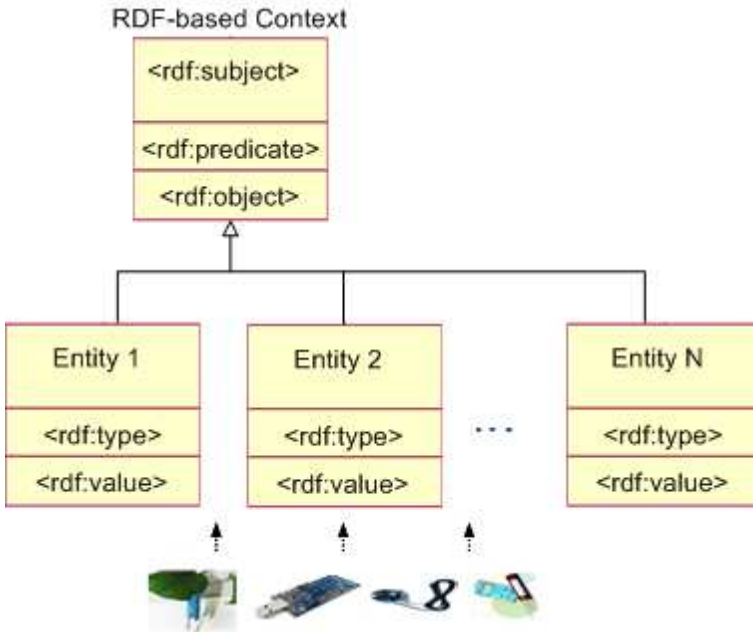 RDF-based Context
<rdf:subject>
<rdf:predicate>
<rdf:object>
Entity 1
<rdf:type>
<rdf:value>
Entity 2
<rdf:type>
<rdf:value>
...
Entity N
<rdf:type>
<rdf:value>